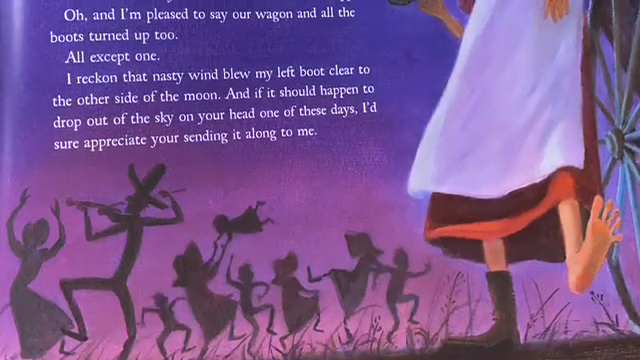 Oh, and I'm pleased to say our wagon and all the
boots turned up too.
All except one.
I reckon that nasty wind blew my left boot clear to
the other side of the moon. And if it should happen to
drop out of the sky on your head one of these days, I'd
sure appreciate your sending it along to me.